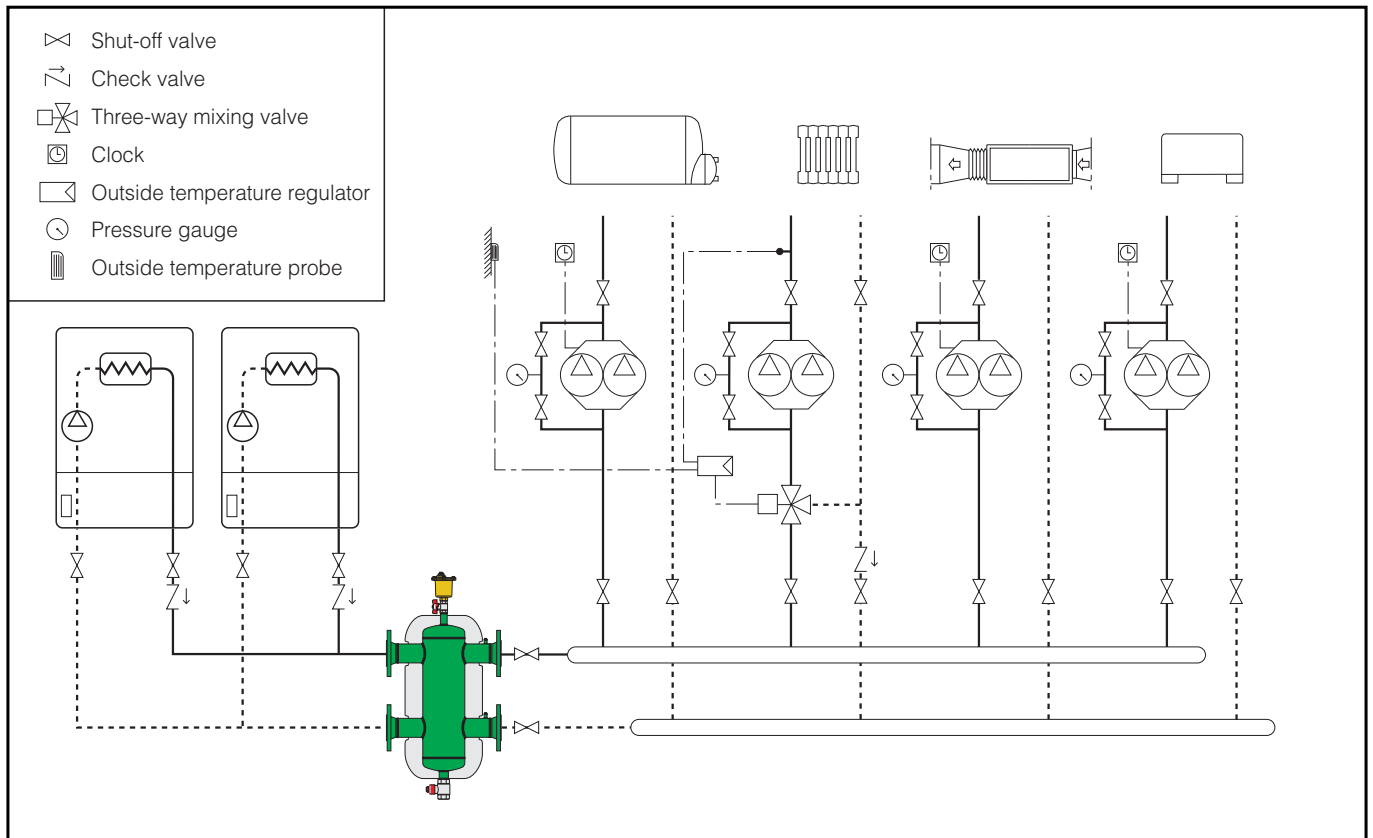 Shut-off valve
Check valve
Three-way mixing valve
Clock
Outside temperature regulator
Pressure gauge
Outside temperature probe